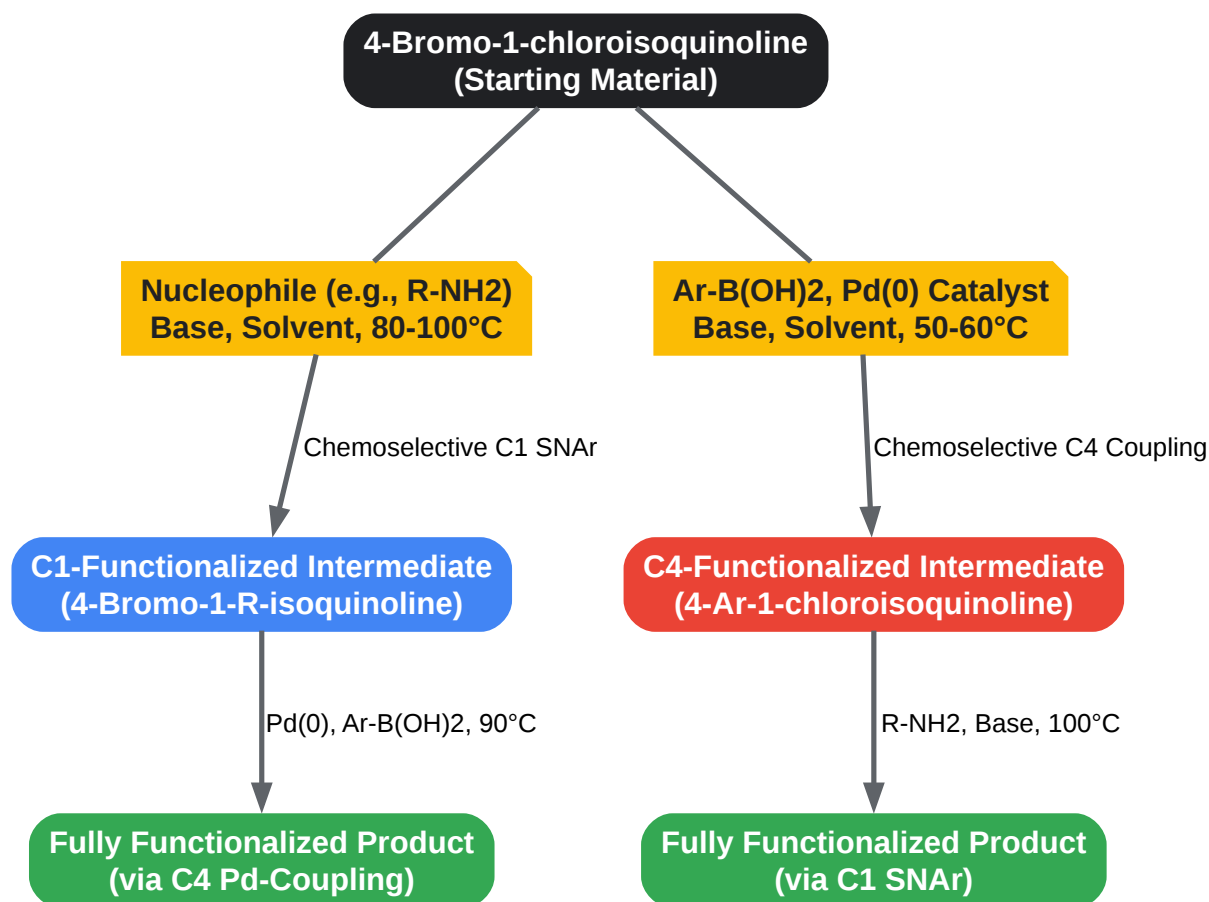 4-Bromo-1-chloroisoquinoline
(Starting Material)
Nucleophile (e.g., R-NH2)
Base, Solvent, 80-100°C
Ar-B(OH)2, Pd(0) Catalyst
Base, Solvent, 50-60°C
Chemoselective C1 SNAr
Chemoselective C4 Coupling
C1-Functionalized Intermediate
(4-Bromo-1-R-isoquinoline)
C4-Functionalized Intermediate
(4-Ar-1-chloroisoquinoline)
Pd(0), Ar-B(OH)2, 90°C
R-NH2, Base, 100°C
Fully Functionalized Product
(via C4 Pd-Coupling)
Fully Functionalized Product
(via C1 SNAr)